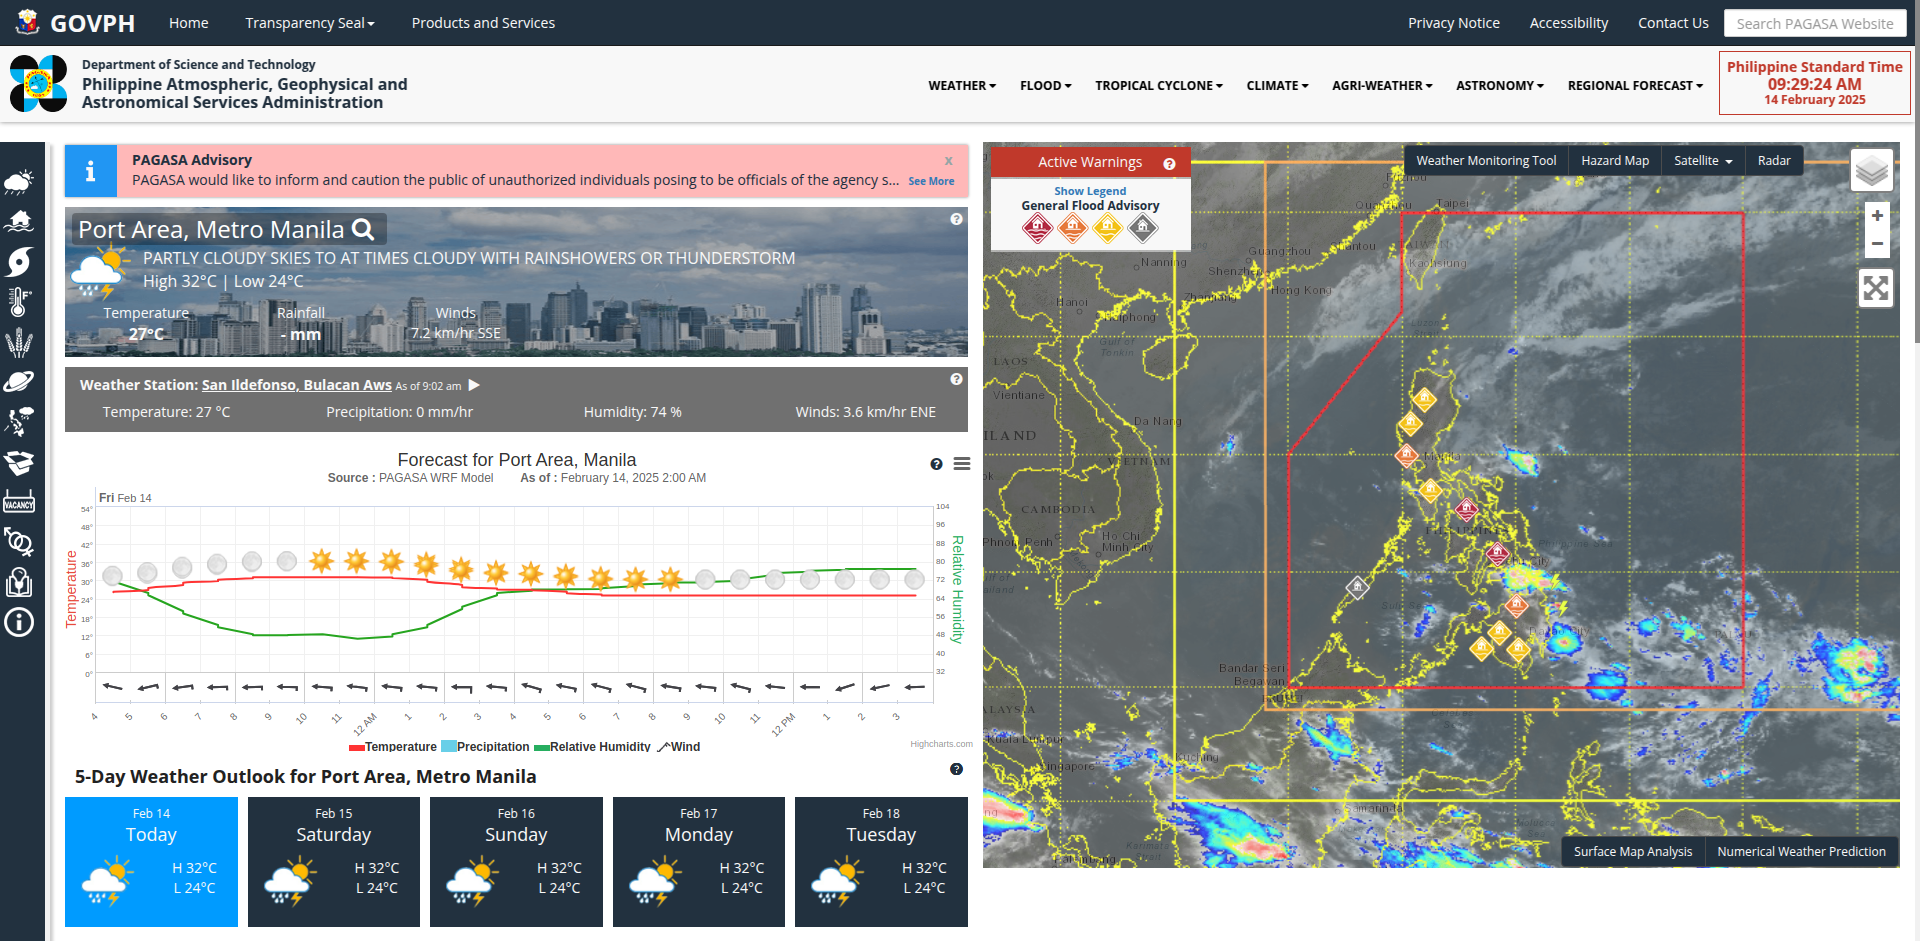 GOVPH
Home
Transparency Seal
Products and Services
Privacy Notice
Accessibility
Contact Us
Search PAGASA Website
Department of Science and Technology
Philippine Atmospheric, Geophysical and
Astronomical Services Administration
WEATHER
FLOOD
TROPICAL CYCLONE
CLIMATE
AGRI-WEATHER
ASTRONOMY
REGIONAL FORECAST
Philippine Standard Time
09:29:24 AM
14 February 2025
VACANCY
PAGASA Advisory
x
PAGASA would like to inform and caution the public of unauthorized individuals posing to be officials of the agency s... See More
Port Area, Metro Manila
PARTLY CLOUDY SKIES TO AT TIMES CLOUDY WITH RAINSHOWERS OR THUNDERSTORM
High 32°C | Low 24°C
Temperature
27°C
Rainfall
- mm
Winds
7.2 km/hr SSE
Weather Station: San Ildefonso, Bulacan Aws As of 9:02 am
Temperature: 27 °C
Precipitation: 0 mm/hr
Humidity: 74 %
Winds: 3.6 km/hr ENE
Forecast for Port Area, Manila
Source : PAGASA WRF Model As of : February 14, 2025 2:00 AM
Fri Feb 14
Temperature
54°
48°
42°
36°
30°
24°
18°
12°
6°
0°
104
96
88
80
72
64
56
48
40
32
Relative Humidity
4
5
6
7
8
9
10
11
12 AM
1
2
3
4
5
6
7
8
9
10
11
12 PM
1
2
3
Temperature Precipitation Relative Humidity Wind
Highcharts.com
5-Day Weather Outlook for Port Area, Metro Manila
Feb 14
Today
H 32°C
L 24°C
Feb 15
Saturday
H 32°C
L 24°C
Feb 16
Sunday
H 32°C
L 24°C
Feb 17
Monday
H 32°C
L 24°C
Feb 18
Tuesday
H 32°C
L 24°C
Active Warnings
Show Legend
General Flood Advisory
Weather Monitoring Tool
Hazard Map
Satellite
Radar
+
−
Taipei
Guangzhou
Nanning
Shenzhen
Kaohsiung
Hong Kong
Hanoi
Gulf of
Tonkin
LAOS
Vientiane
Da Nang
ILAND
VIETNAM
CAMBODIA
Phnom Penh
Ho Chi
Minh City
Bandar Seri
Begawan
Kuala Lumpur
Singapore
Kuching
Karimata
Strait
Surface Map Analysis
Numerical Weather Prediction